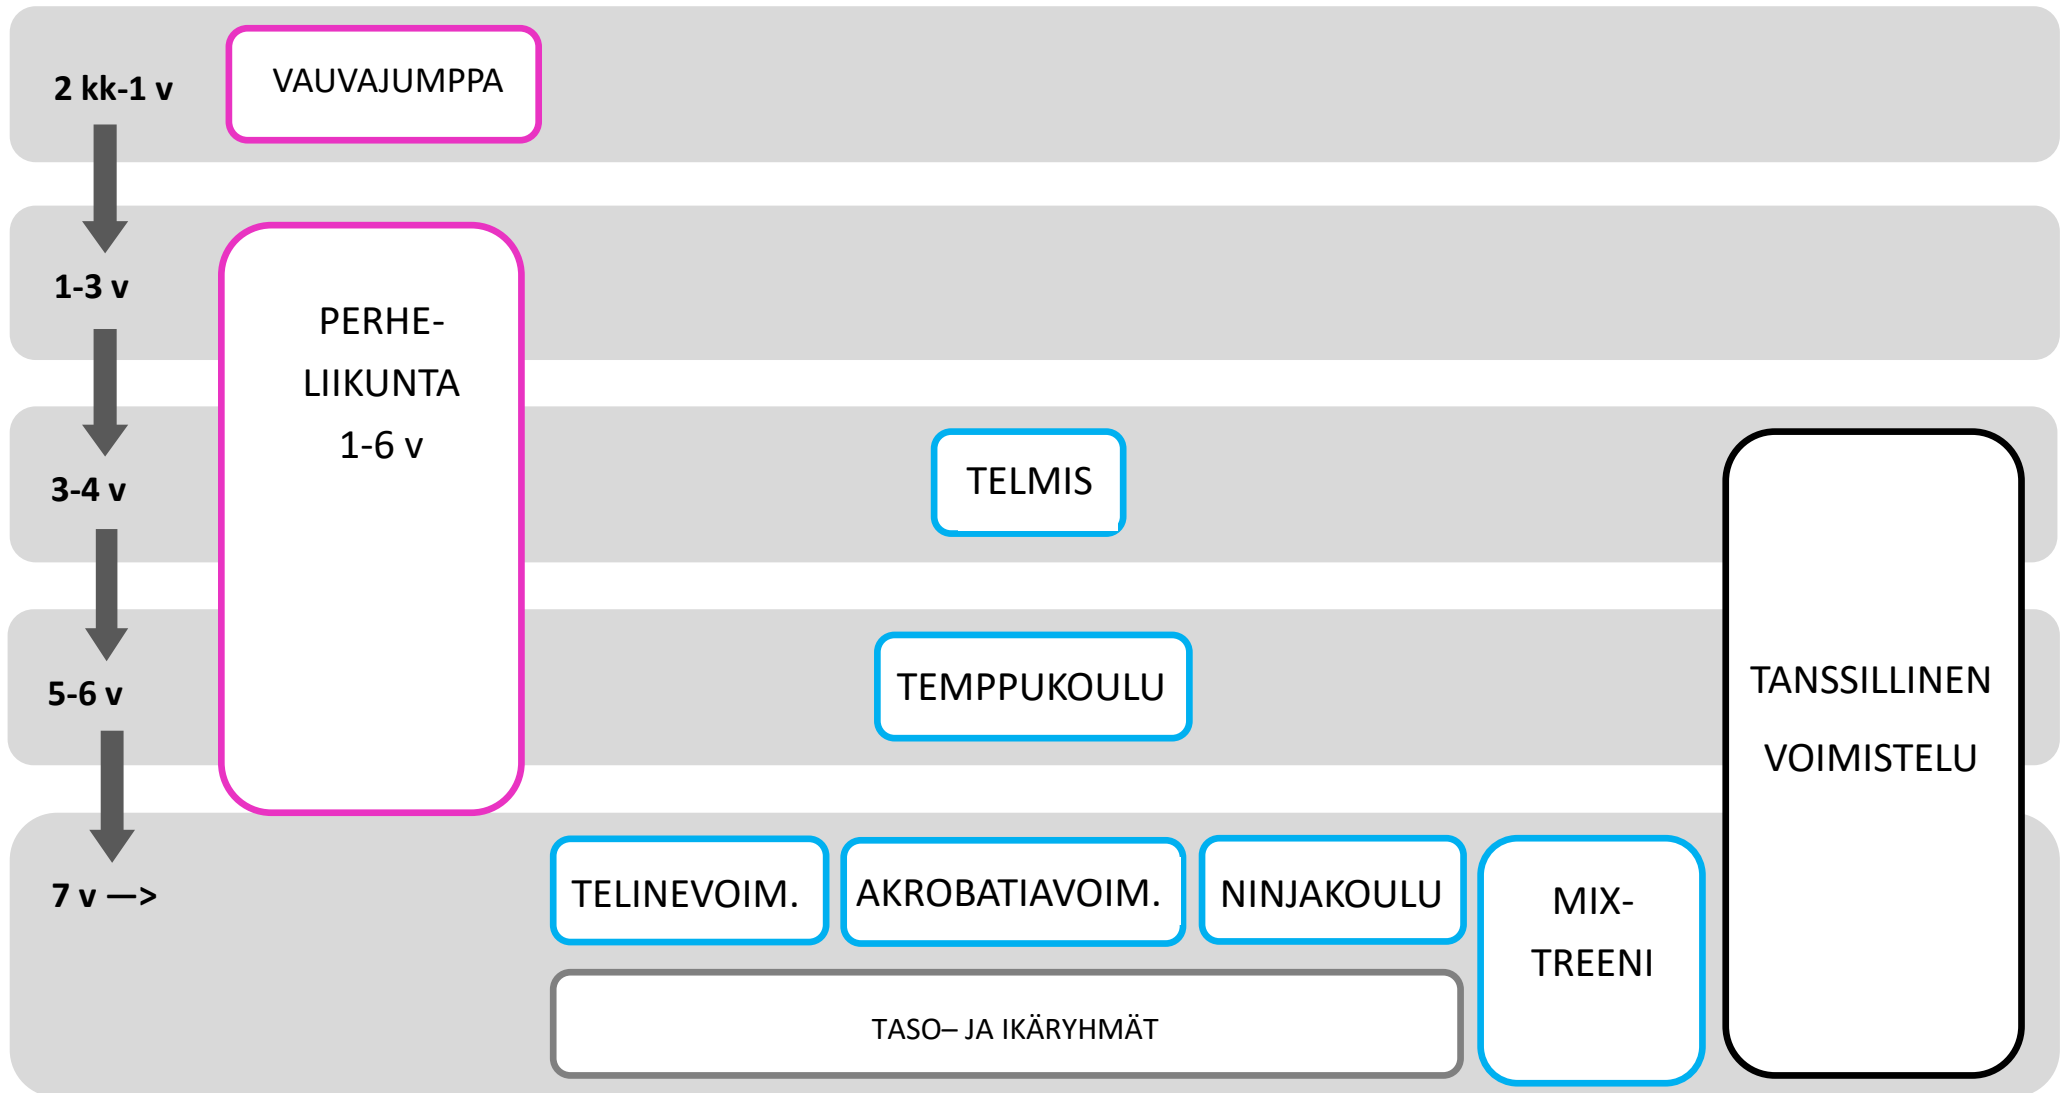 2 kk-1 v
VAUVAJUMPPA
1-3 v
PERHE-
LIIKUNTA
1-6 v
3-4 v
TELMIS
5-6 v
TEMPPUKOULU
TANSSILLINEN
VOIMISTELU
7 v —>
TELINEVOIM.
AKROBATIAVOIM.
NINJAKOULU
MIX-
TREENI
TASO– JA IKÄRYHMÄT